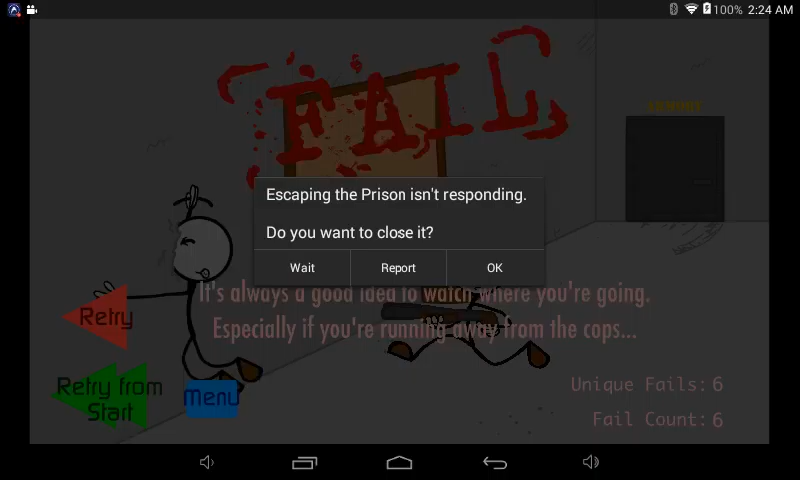 100% 2:24 AM
FAIL
Escaping the Prison isn't responding.
Do you want to close it?
Wait Report OK
It's always a good idea to watch where you're going.
Especially if you're running away from the cops...
Retry
Retry from
Start
Menu
Unique Fails: 6
Fail Count: 6